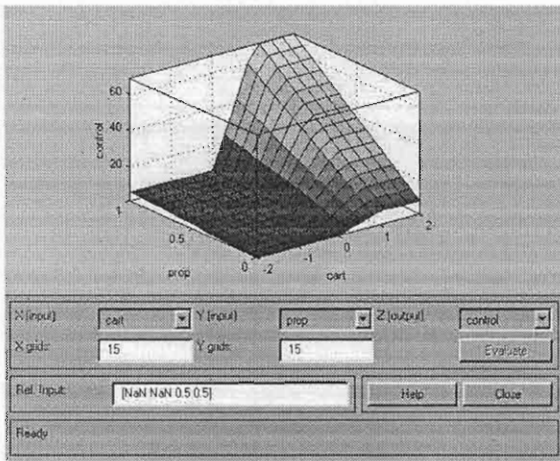 60
40
20
control
1
0.5
0
prop
-2
-1
0
1
2
cart
X (input): cart Y (input): prep Z (output): control
X grids: 15 Y grids: 15 Evaluate
Ref. Input: [NaN NaN 0.5 0.5] Help Close
Ready